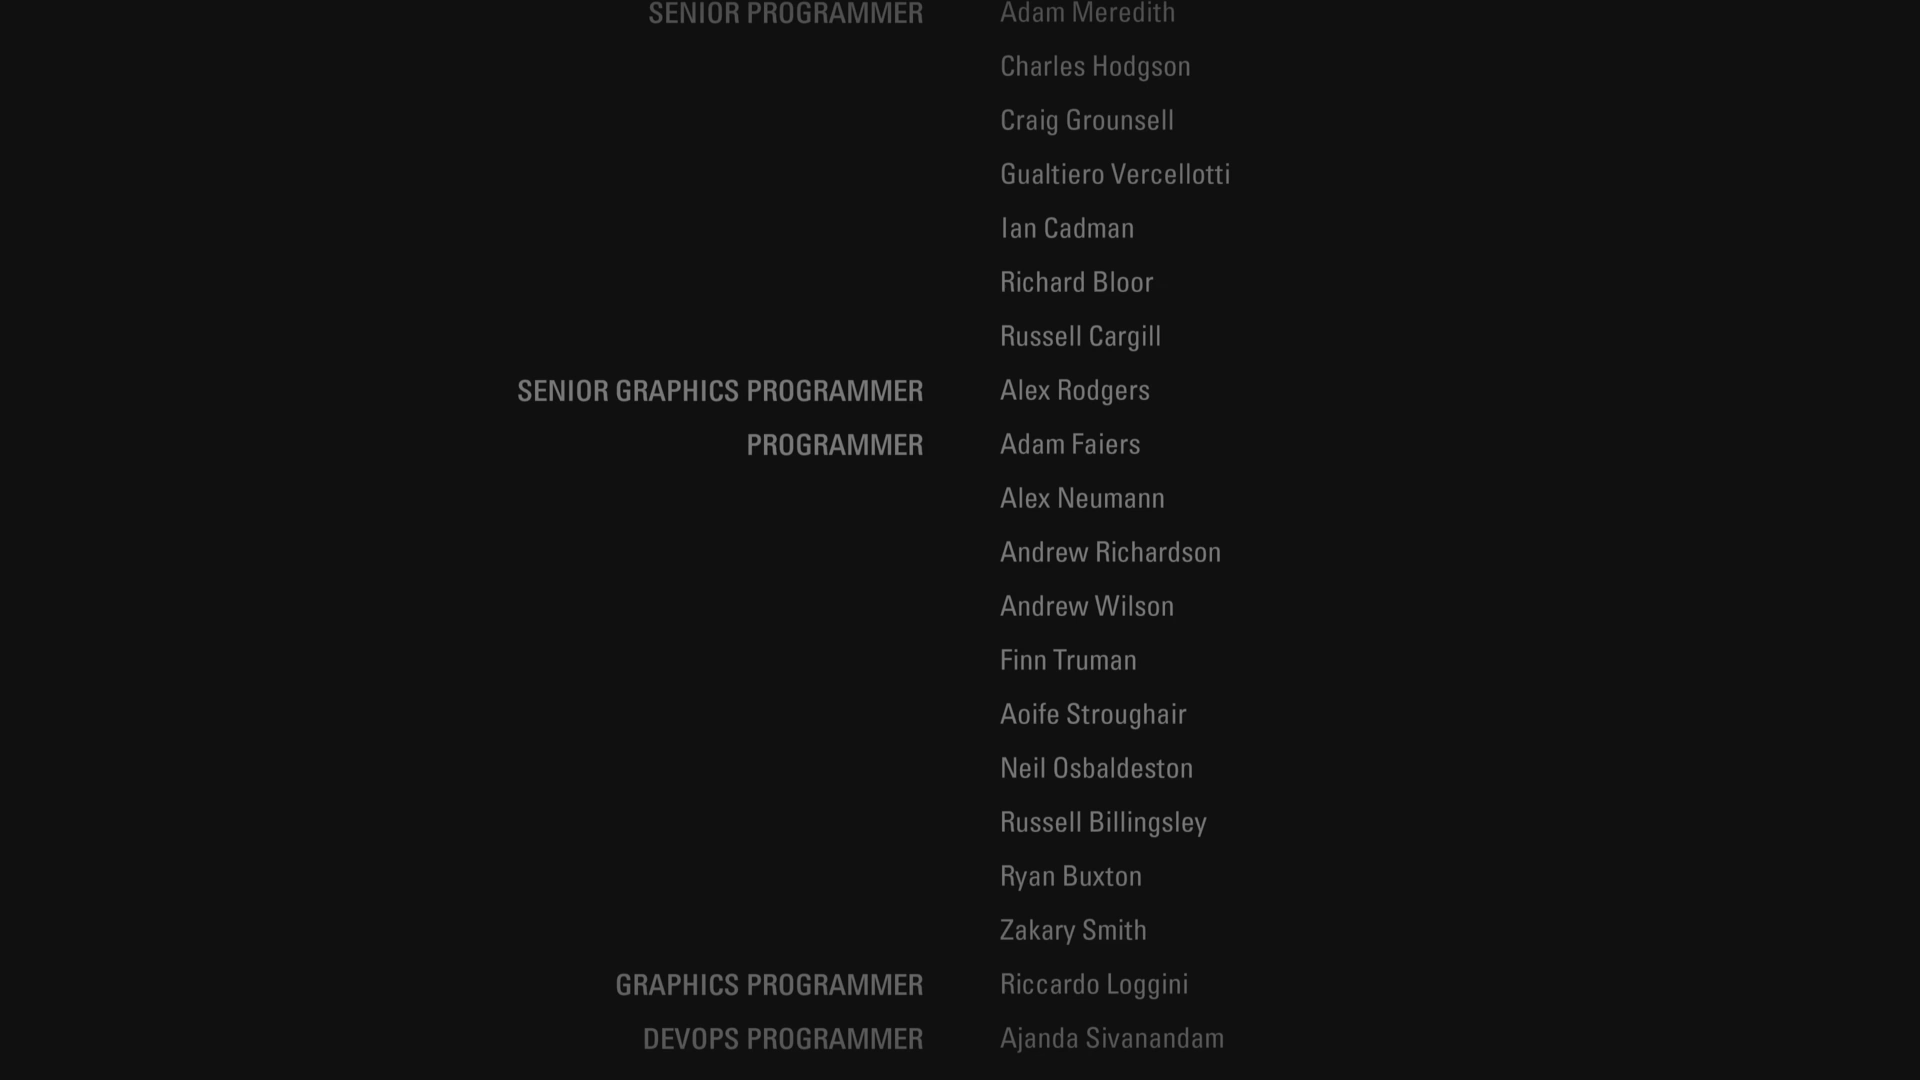 SENIOR PROGRAMMER Adam Meredith
Charles Hodgson
Craig Grounsell
Gualtiero Vercellotti
Ian Cadman
Richard Bloor
Russell Cargill
SENIOR GRAPHICS PROGRAMMER Alex Rodgers
PROGRAMMER Adam Faiers
Alex Neumann
Andrew Richardson
Andrew Wilson
Finn Truman
Aoife Stroughair
Neil Osbaldeston
Russell Billingsley
Ryan Buxton
Zakary Smith
GRAPHICS PROGRAMMER Riccardo Loggini
DEVOPS PROGRAMMER Ajanda Sivanandam